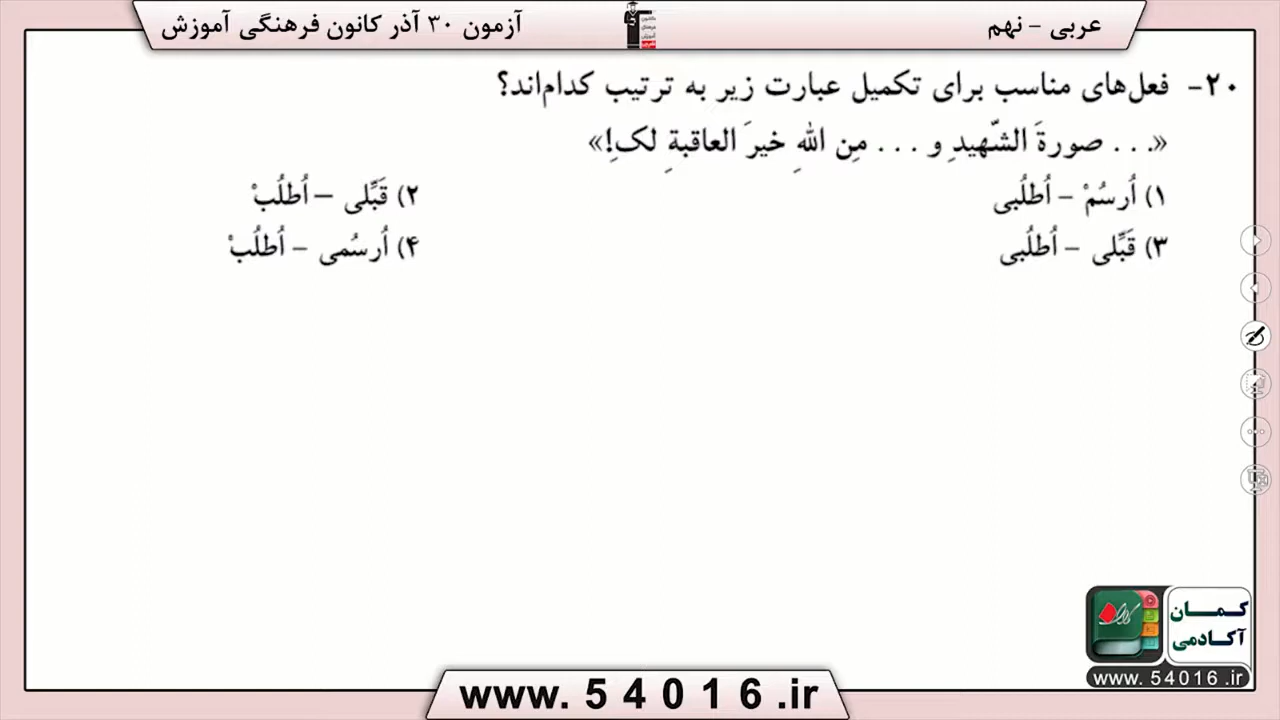 عربی - نهم
آزمون ۳۰ آذر کانون فرهنگی آموزش
۲۰- فعل‌های مناسب برای تکمیل عبارت زیر به ترتیب کدام‌اند؟
«... صورةَ الشّهیدِ و ... مِن اللهِ خیرَ العاقبةِ لکِ!»
۱) اُرسُمْ – اُطلُبی
۲) قَبِّلی – اُطلُبْ
۳) قَبِّلی – اُطلُبی
۴) اُرسُمی – اُطلُبْ
کمان
آکادمی
www. 54016 .ir
www. 5 4 0 1 6 .ir